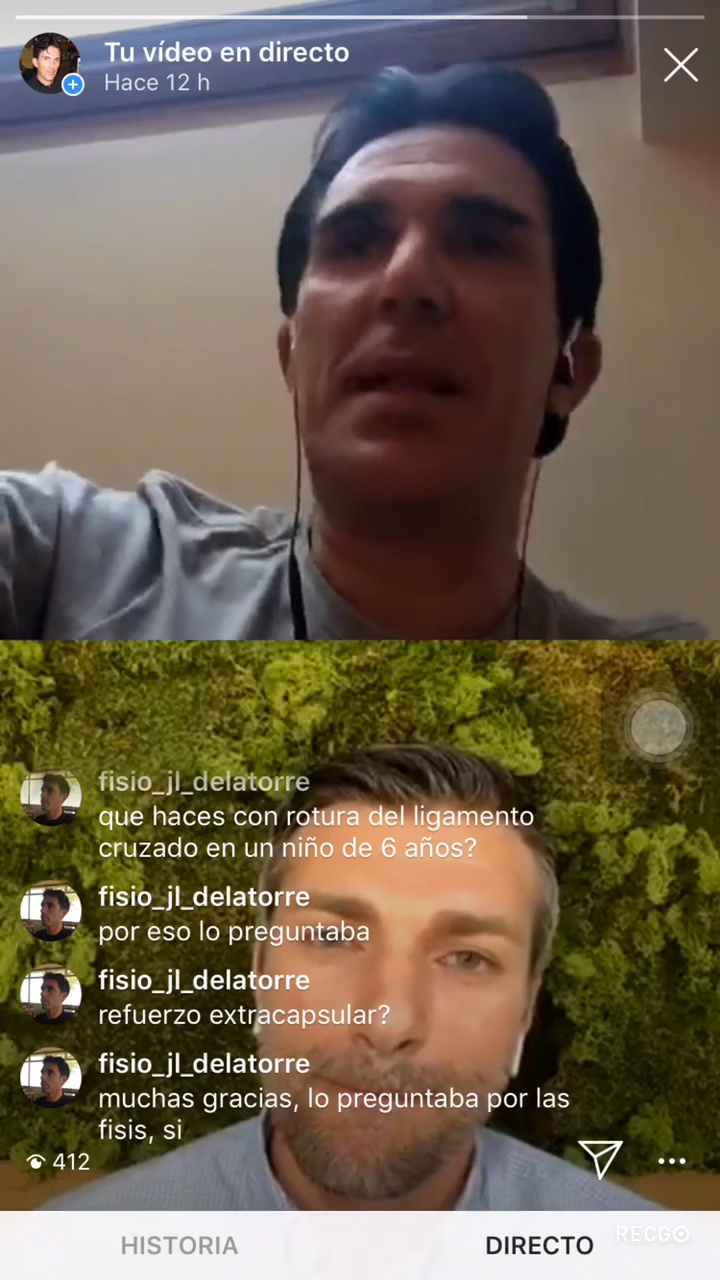 Tu vídeo en directo
Hace 12 h
fisio_jl_delatorre
que haces con rotura del ligamento
cruzado en un niño de 6 años?
fisio_jl_delatorre
por eso lo preguntaba
fisio_jl_delatorre
refuerzo extracapsular?
fisio_jl_delatorre
muchas gracias, lo preguntaba por las
fisis, si
412
HISTORIA
DIRECTO
RECGO